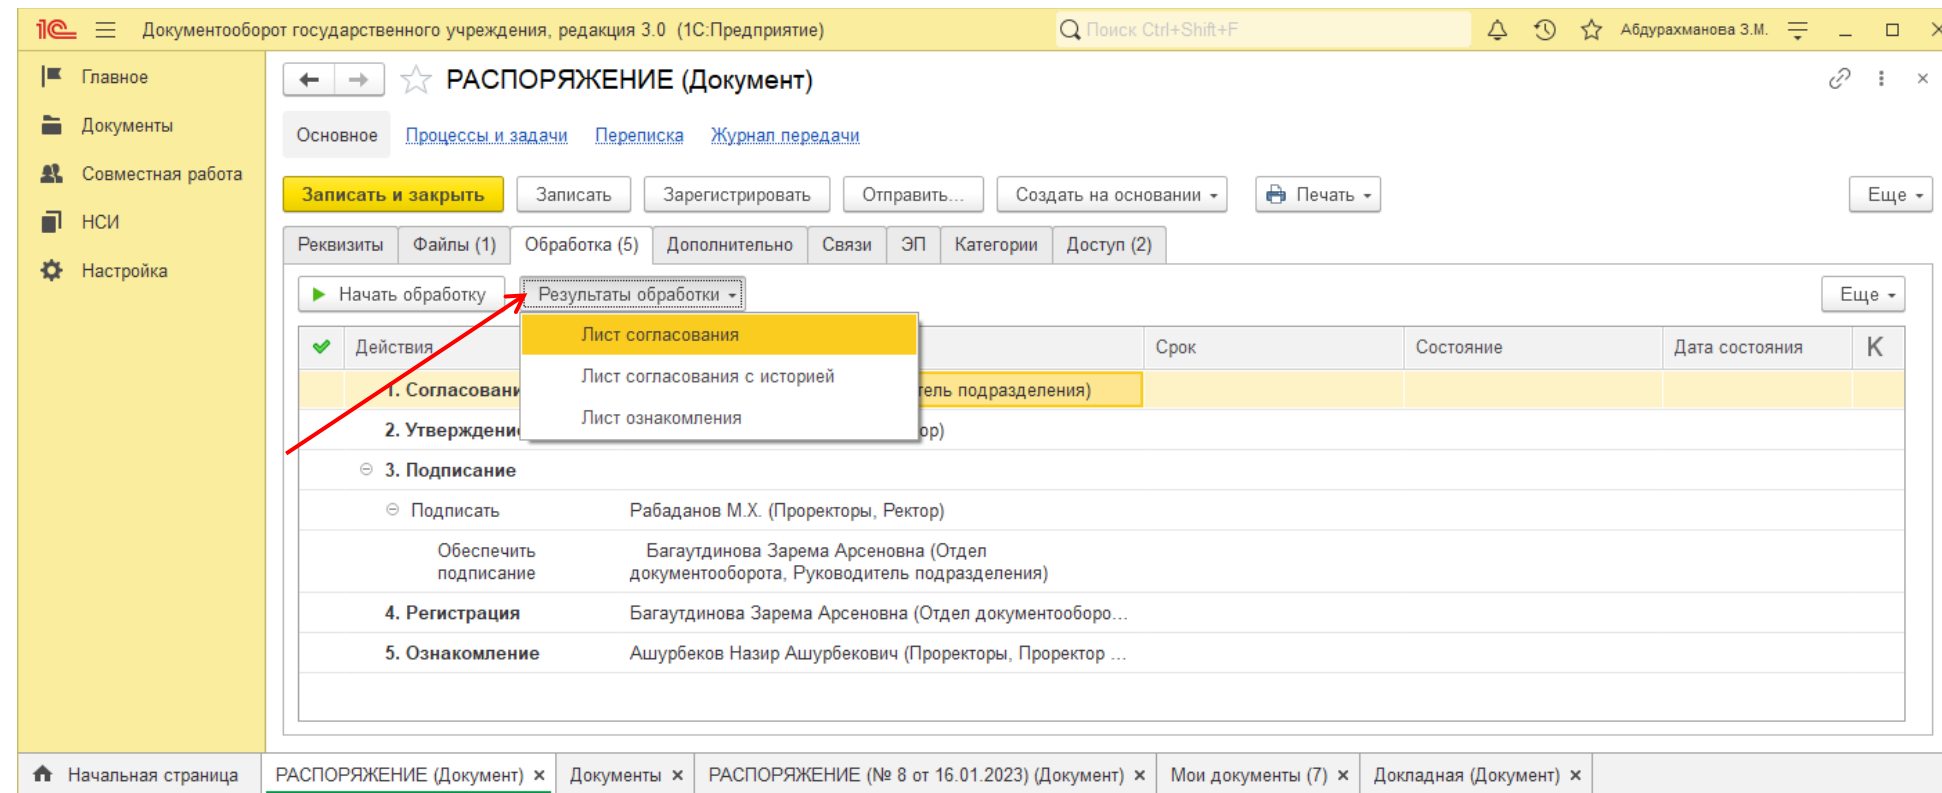 Документооборот государственного учреждения, редакция 3.0 (1С:Предприятие)
Поиск Ctrl+Shift+F
Абдурахманова З.М.
Главное
Документы
Совместная работа
НСИ
Настройка
РАСПОРЯЖЕНИЕ (Документ)
Основное Процессы и задачи Переписка Журнал передачи
Записать и закрыть Записать Зарегистрировать Отправить... Создать на основании Печать Еще
Реквизиты Файлы (1) Обработка (5) Дополнительно Связи ЭП Категории Доступ (2)
Начать обработку Результаты обработки Еще
Лист согласования
Лист согласования с историей
Лист ознакомления
Действия Срок Состояние Дата состояния К
1. Согласовани подразделения)
2. Утверждени
3. Подписание
Подписать Рабаданов М.Х. (Проректоры, Ректор)
Обеспечить подписание Багаутдинова Зарема Арсеновна (Отдел
документооборота, Руководитель подразделения)
4. Регистрация Багаутдинова Зарема Арсеновна (Отдел документооборо...
5. Ознакомление Ашурбеков Назир Ашурбекович (Проректоры, Проректор ...
Начальная страница РАСПОРЯЖЕНИЕ (Документ) Документы РАСПОРЯЖЕНИЕ (№ 8 от 16.01.2023) (Документ) Мои документы (7) Докладная (Документ)